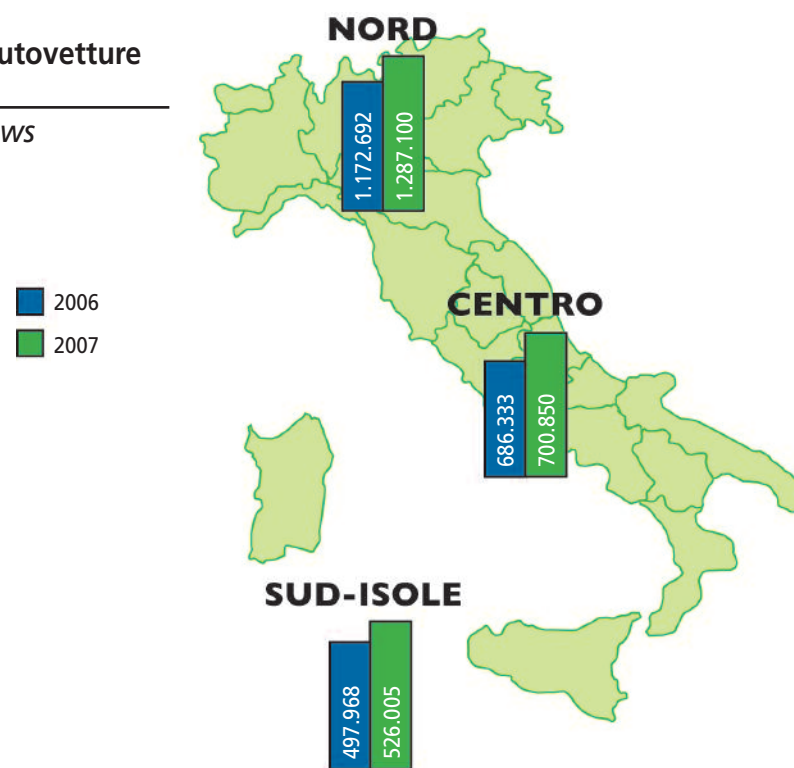 utovetture
ws
2006
2007
NORD
1.172.692
1.287.100
CENTRO
686.333
700.850
SUD-ISOLE
497.968
526.005